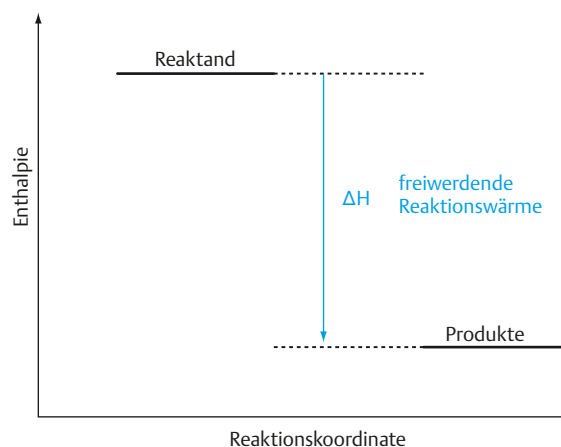 Reaktand
Enthalpie
ΔH
freiwerdende
Reaktionswärme
Produkte
Reaktionskoordinate